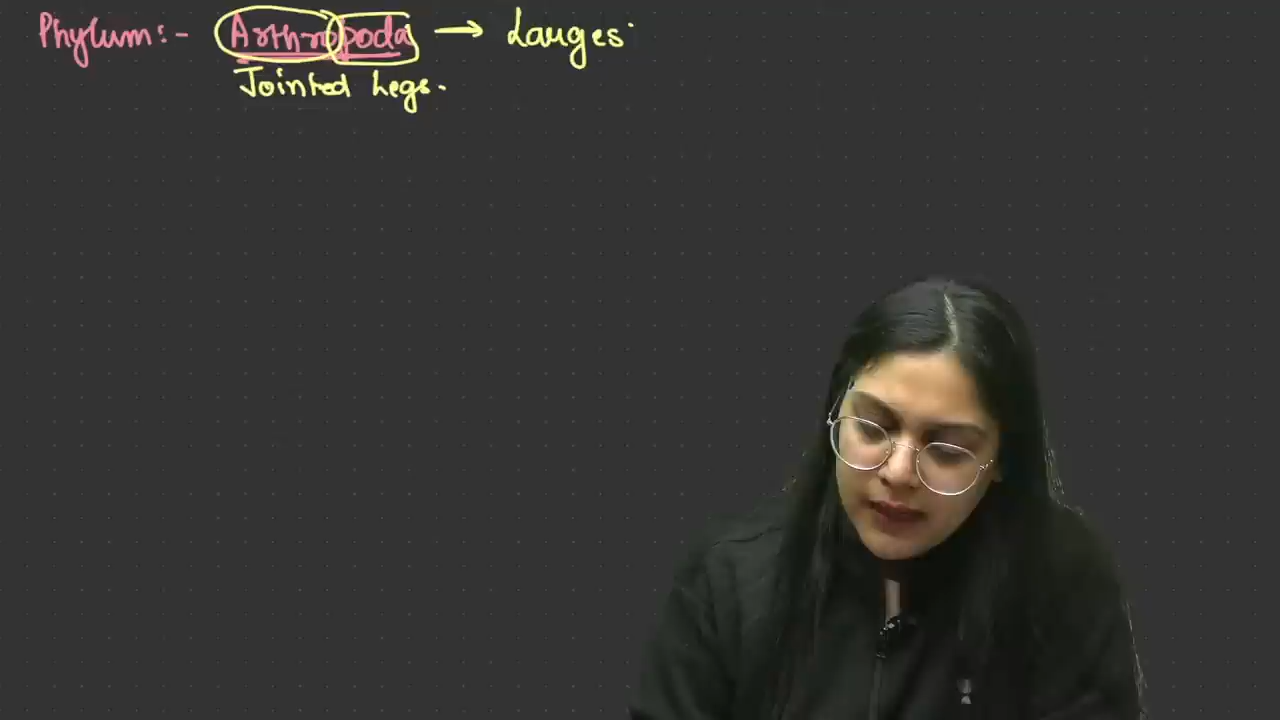 Phylum:- Arthropoda → Larges
Jointed Legs.